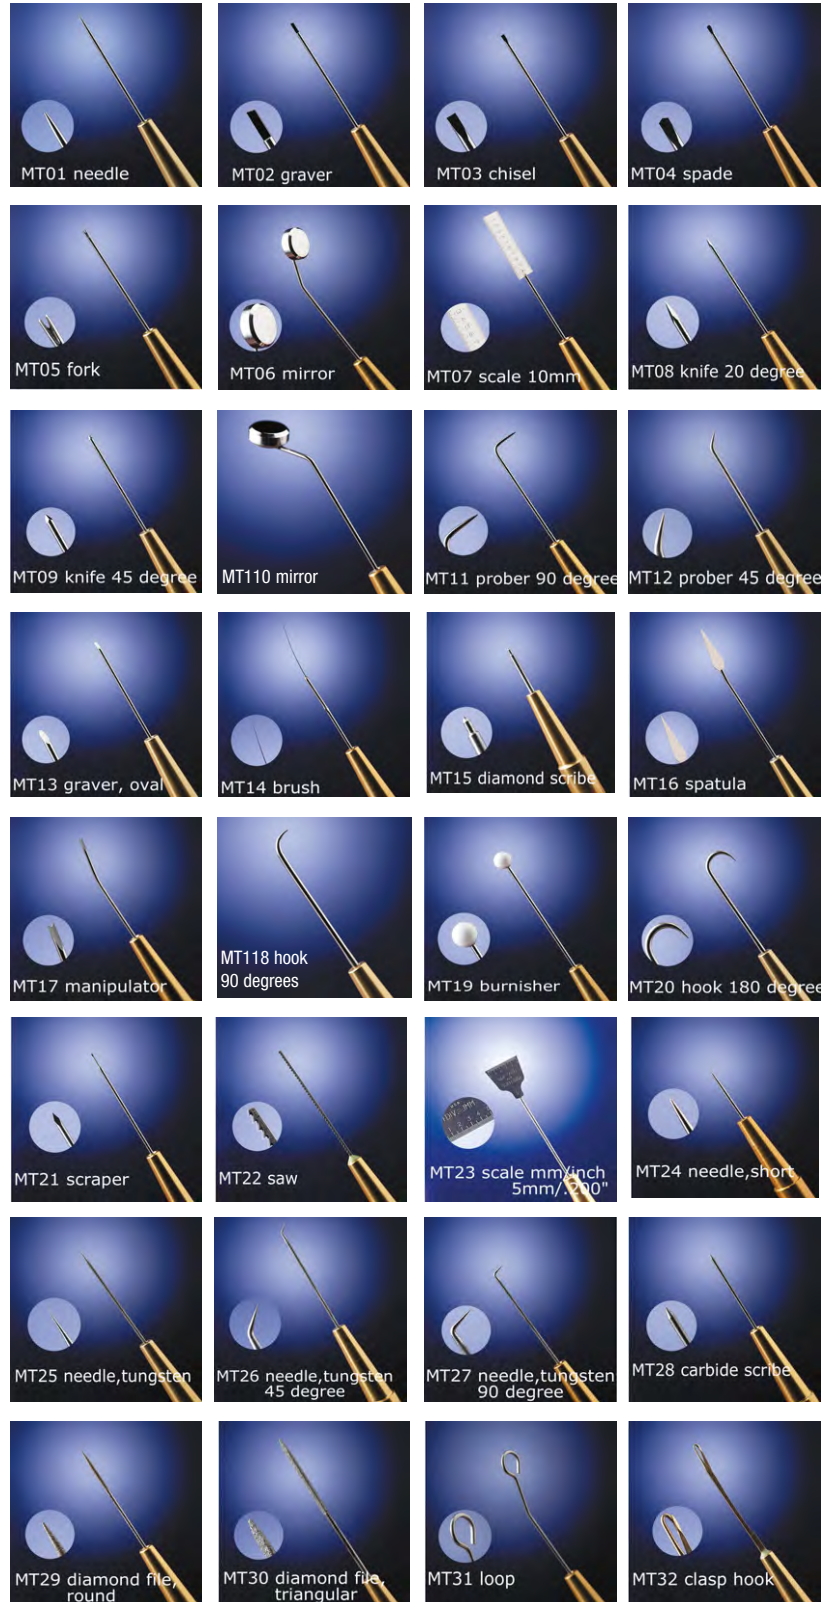 MT01 needle
MT02 graver
MT03 chisel
MT04 spade
MT05 fork
MT06 mirror
MT07 scale 10mm
MT08 knife 20 degree
MT09 knife 45 degree
MT110 mirror
MT11 prober 90 degree
MT12 prober 45 degree
MT13 graver, oval
MT14 brush
MT15 diamond scribe
MT16 spatula
MT17 manipulator
MT118 hook
90 degrees
MT19 burnisher
MT20 hook 180 degree
MT21 scraper
MT22 saw
MT23 scale mm/inch
5mm/.200"
MT24 needle,short
MT25 needle,tungsten
MT26 needle,tungsten
45 degree
MT27 needle,tungsten
90 degree
MT28 carbide scribe
MT29 diamond file,
round
MT30 diamond file,
triangular
MT31 loop
MT32 clasp hook